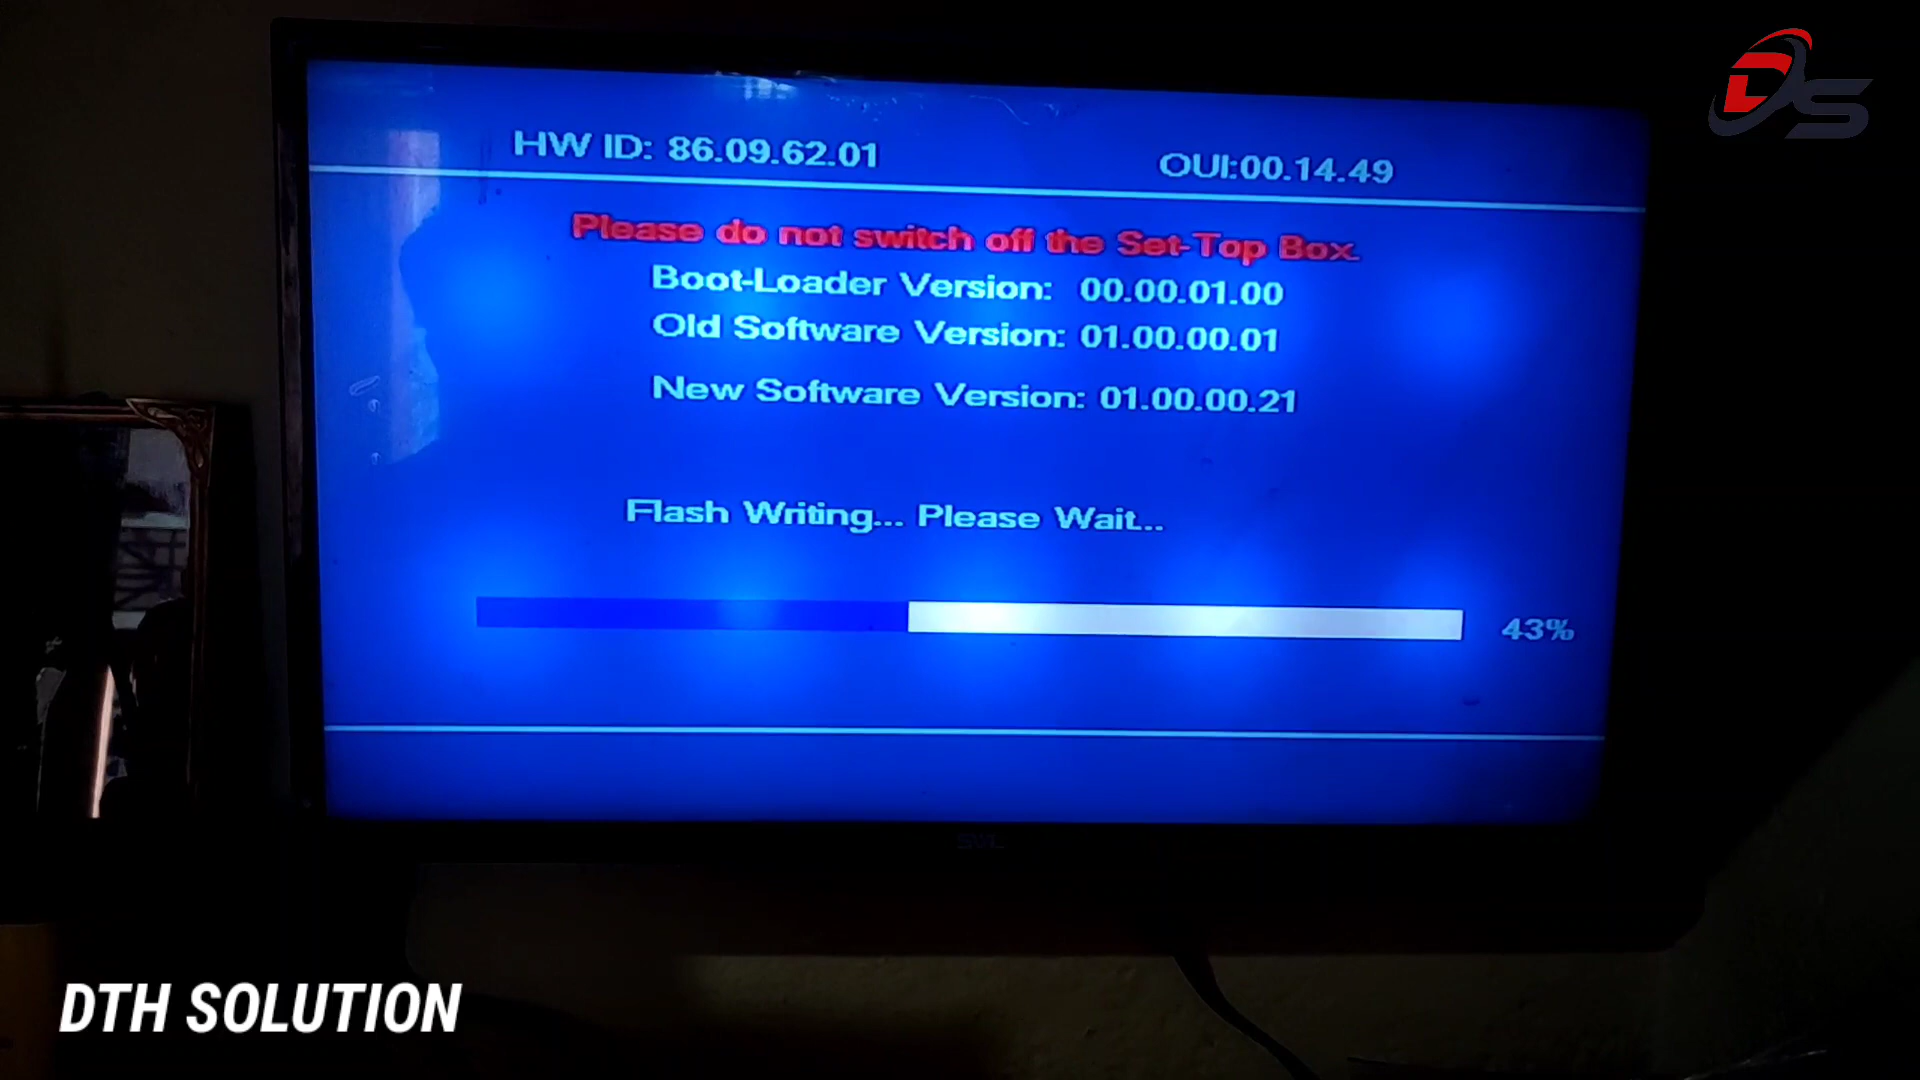 DS
HW ID: 86.09.62.01
OUI:00.14.49
Please do not switch off the Set-Top Box.
Boot-Loader Version: 00.00.01.00
Old Software Version: 01.00.00.01
New Software Version: 01.00.00.21
Flash Writing... Please Wait...
43%
DTH SOLUTION